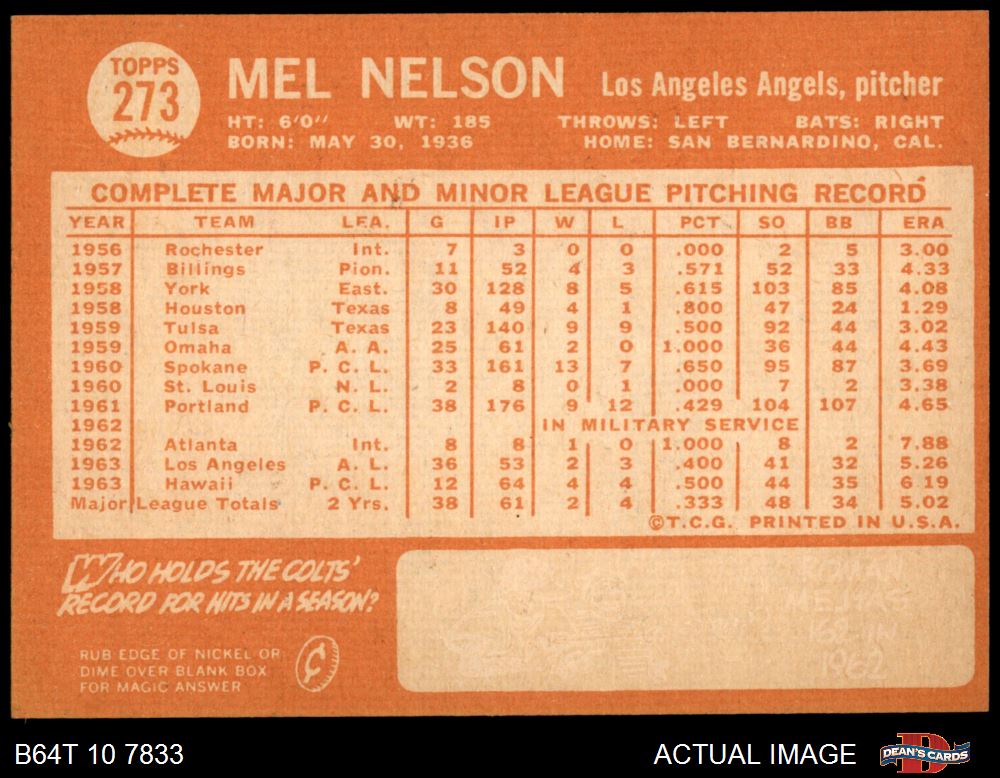 TOPPS
273
MEL NELSON Los Angeles Angels, pitcher
HT: 6'0" WT: 185 THROWS: LEFT BATS: RIGHT
BORN: MAY 30, 1936 HOME: SAN BERNARDINO, CAL.
COMPLETE MAJOR AND MINOR LEAGUE PITCHING RECORD
YEAR TEAM LEA. G IP W L PCT SO BB ERA
1956 Rochester Int. 7 3 0 0 .000 2 5 3.00
1957 Billings Pion. 11 52 4 3 .571 52 33 4.33
1958 York East. 30 128 8 5 .615 103 85 4.08
1958 Houston Texas 8 49 4 1 .800 47 24 1.29
1959 Tulsa Texas 23 140 9 9 .500 92 44 3.02
1959 Omaha A. A. 25 61 2 0 1.000 36 44 4.43
1960 Spokane P. C. L. 33 161 13 7 .650 95 87 3.69
1960 St. Louis N. L. 2 8 0 1 .000 7 2 3.38
1961 Portland P. C. L. 38 176 9 12 .429 104 107 4.65
1962 IN MILITARY SERVICE
1962 Atlanta Int. 8 8 1 0 1.000 8 2 7.88
1963 Los Angeles A. L. 36 53 2 3 .400 41 32 5.26
1963 Hawaii P. C. L. 12 64 4 4 .500 44 35 6 19
Major League Totals 2 Yrs. 38 61 2 4 .333 48 34 5.02
©T.C.G. PRINTED IN U.S.A.
WHO HOLDS THE COLTS'
RECORD FOR HITS IN A SEASON?
RUB EDGE OF NICKEL OR
DIME OVER BLANK BOX
FOR MAGIC ANSWER
¢
ROMAN
MEJIAS
162 IN
1962
B64T 10 7833 ACTUAL IMAGE DEAN'S CARDS